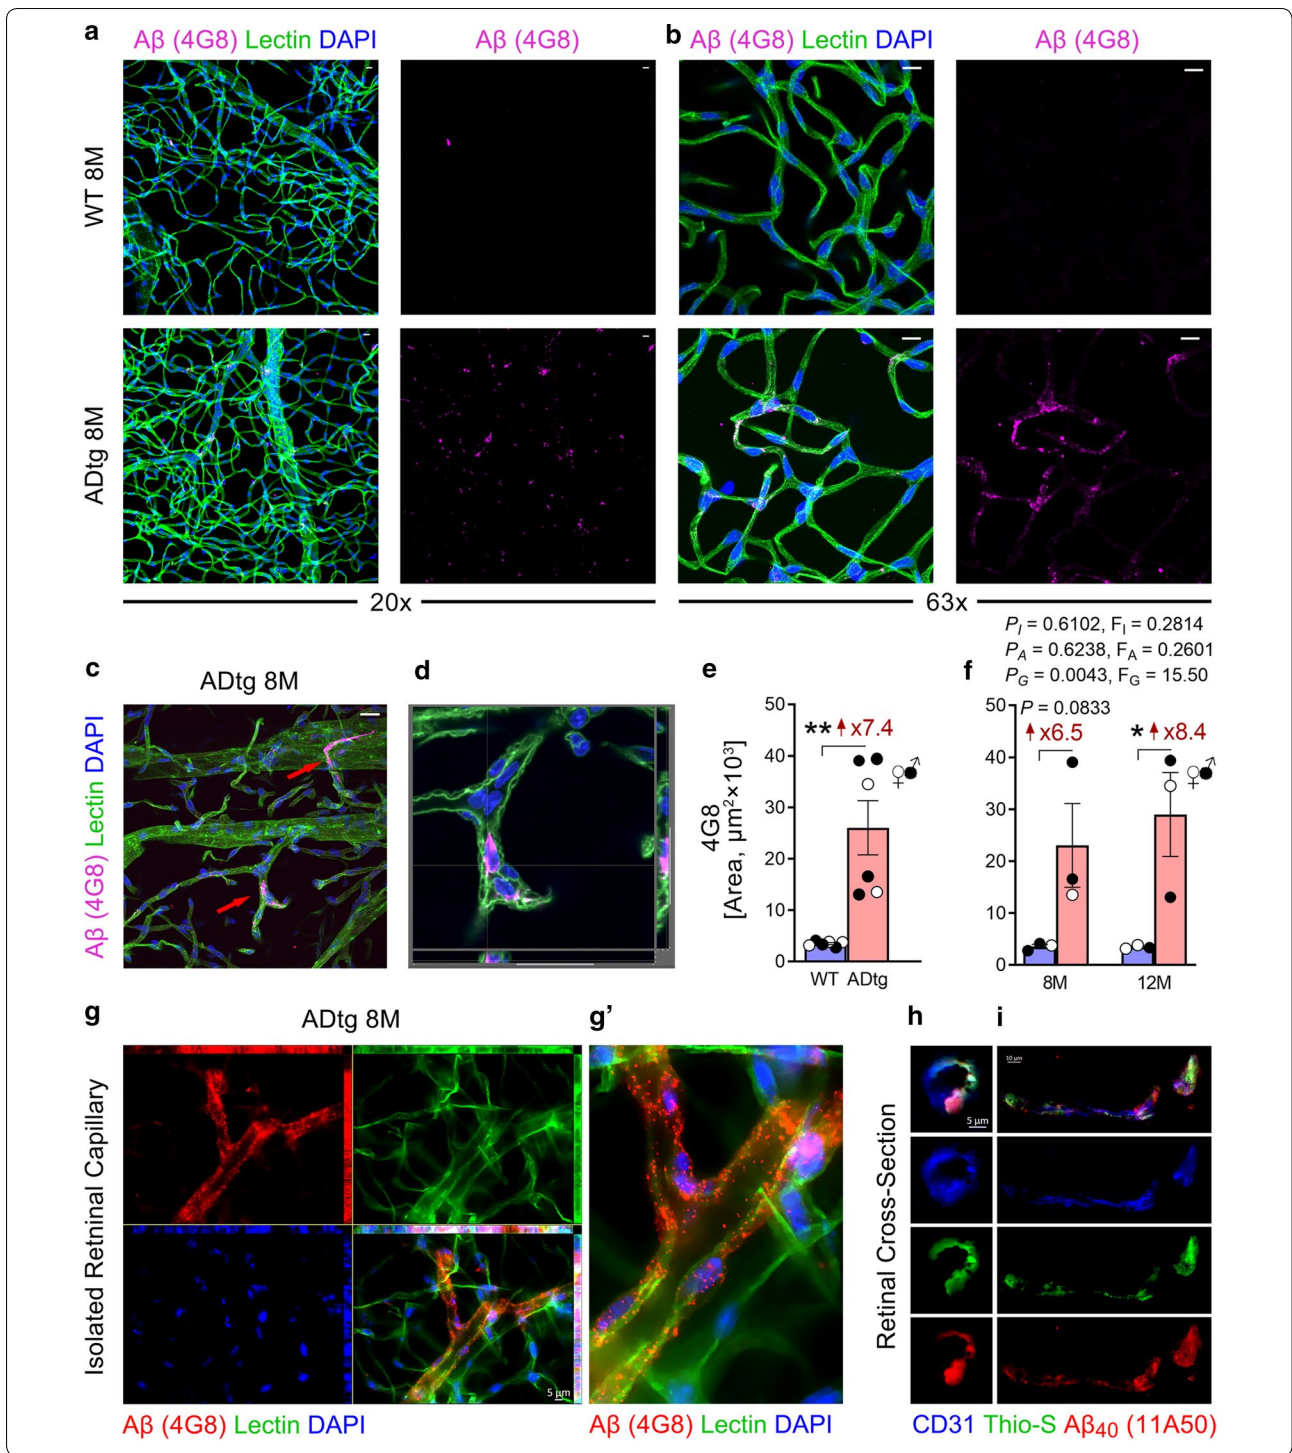 a
Aβ (4G8) Lectin DAPI
Aβ (4G8)
b
Aβ (4G8) Lectin DAPI
Aβ (4G8)
WT 8M
ADtg 8M
20x
63x
P_I = 0.6102, F_I = 0.2814
P_A = 0.6238, F_A = 0.2601
P_G = 0.0043, F_G = 15.50
c
ADtg 8M
Aβ (4G8) Lectin DAPI
d
e
4G8
[Area, µm²×10³]
50
40
30
20
10
0
** x7.4
WT ADtg
f
50
40
30
20
10
0
P = 0.0833
x6.5
* x8.4
8M
12M
g
ADtg 8M
g’
Isolated Retninal Capillary
5 µm
Aβ (4G8) Lectin DAPI
Aβ (4G8) Lectin DAPI
h
i
Retinal Cross-Section
5 µm
10 µm
CD31 Thio-S Aβ₄₀ (11A50)